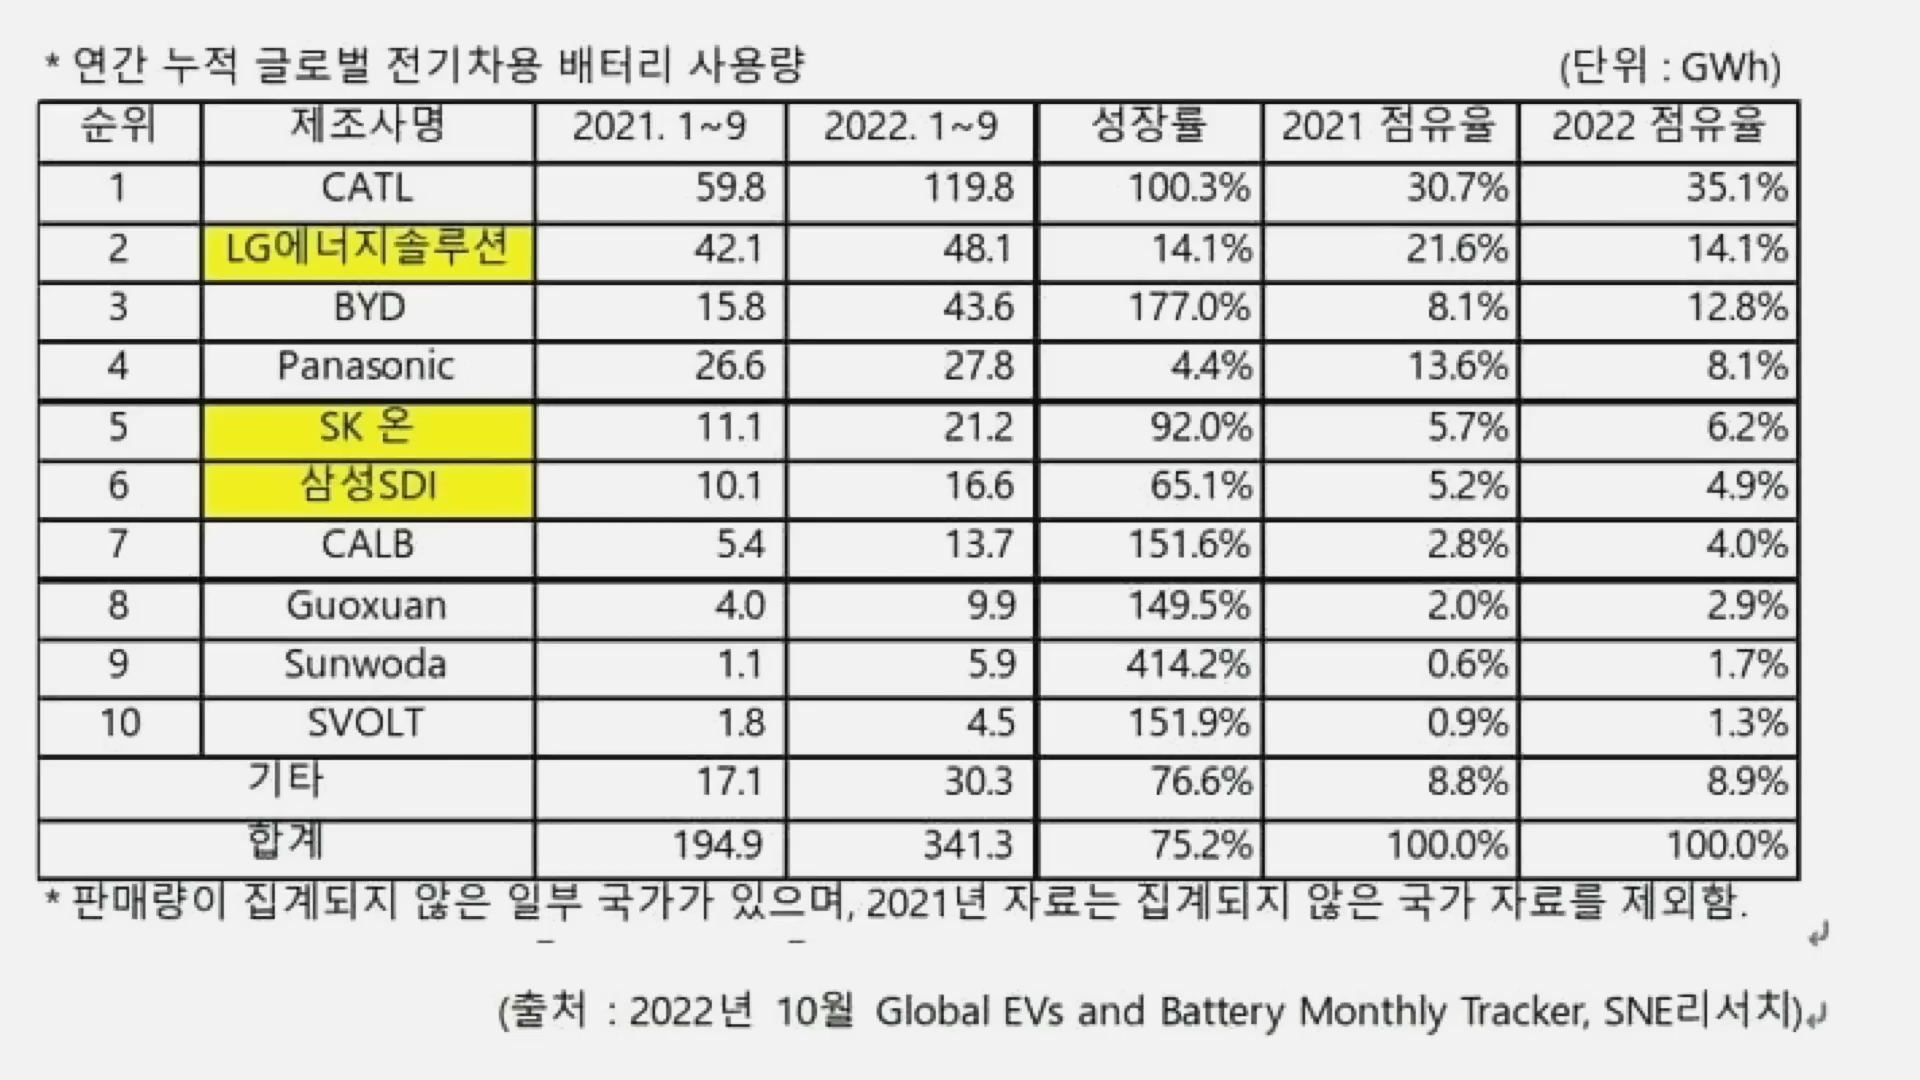 * 연간 누적 글로벌 전기차용 배터리 사용량 (단위 : GWh)
순위 제조사명 2021. 1~9 2022. 1~9 성장률 2021 점유율 2022 점유율
1 CATL 59.8 119.8 100.3% 30.7% 35.1%
2 LG에너지솔루션 42.1 48.1 14.1% 21.6% 14.1%
3 BYD 15.8 43.6 177.0% 8.1% 12.8%
4 Panasonic 26.6 27.8 4.4% 13.6% 8.1%
5 SK 온 11.1 21.2 92.0% 5.7% 6.2%
6 삼성SDI 10.1 16.6 65.1% 5.2% 4.9%
7 CALB 5.4 13.7 151.6% 2.8% 4.0%
8 Guoxuan 4.0 9.9 149.5% 2.0% 2.9%
9 Sunwoda 1.1 5.9 414.2% 0.6% 1.7%
10 SVOLT 1.8 4.5 151.9% 0.9% 1.3%
기타 17.1 30.3 76.6% 8.8% 8.9%
합계 194.9 341.3 75.2% 100.0% 100.0%
* 판매량이 집계되지 않은 일부 국가가 있으며, 2021년 자료는 집계되지 않은 국가 자료를 제외함.
(출처 : 2022년 10월 Global EVs and Battery Monthly Tracker, SNE리서치)